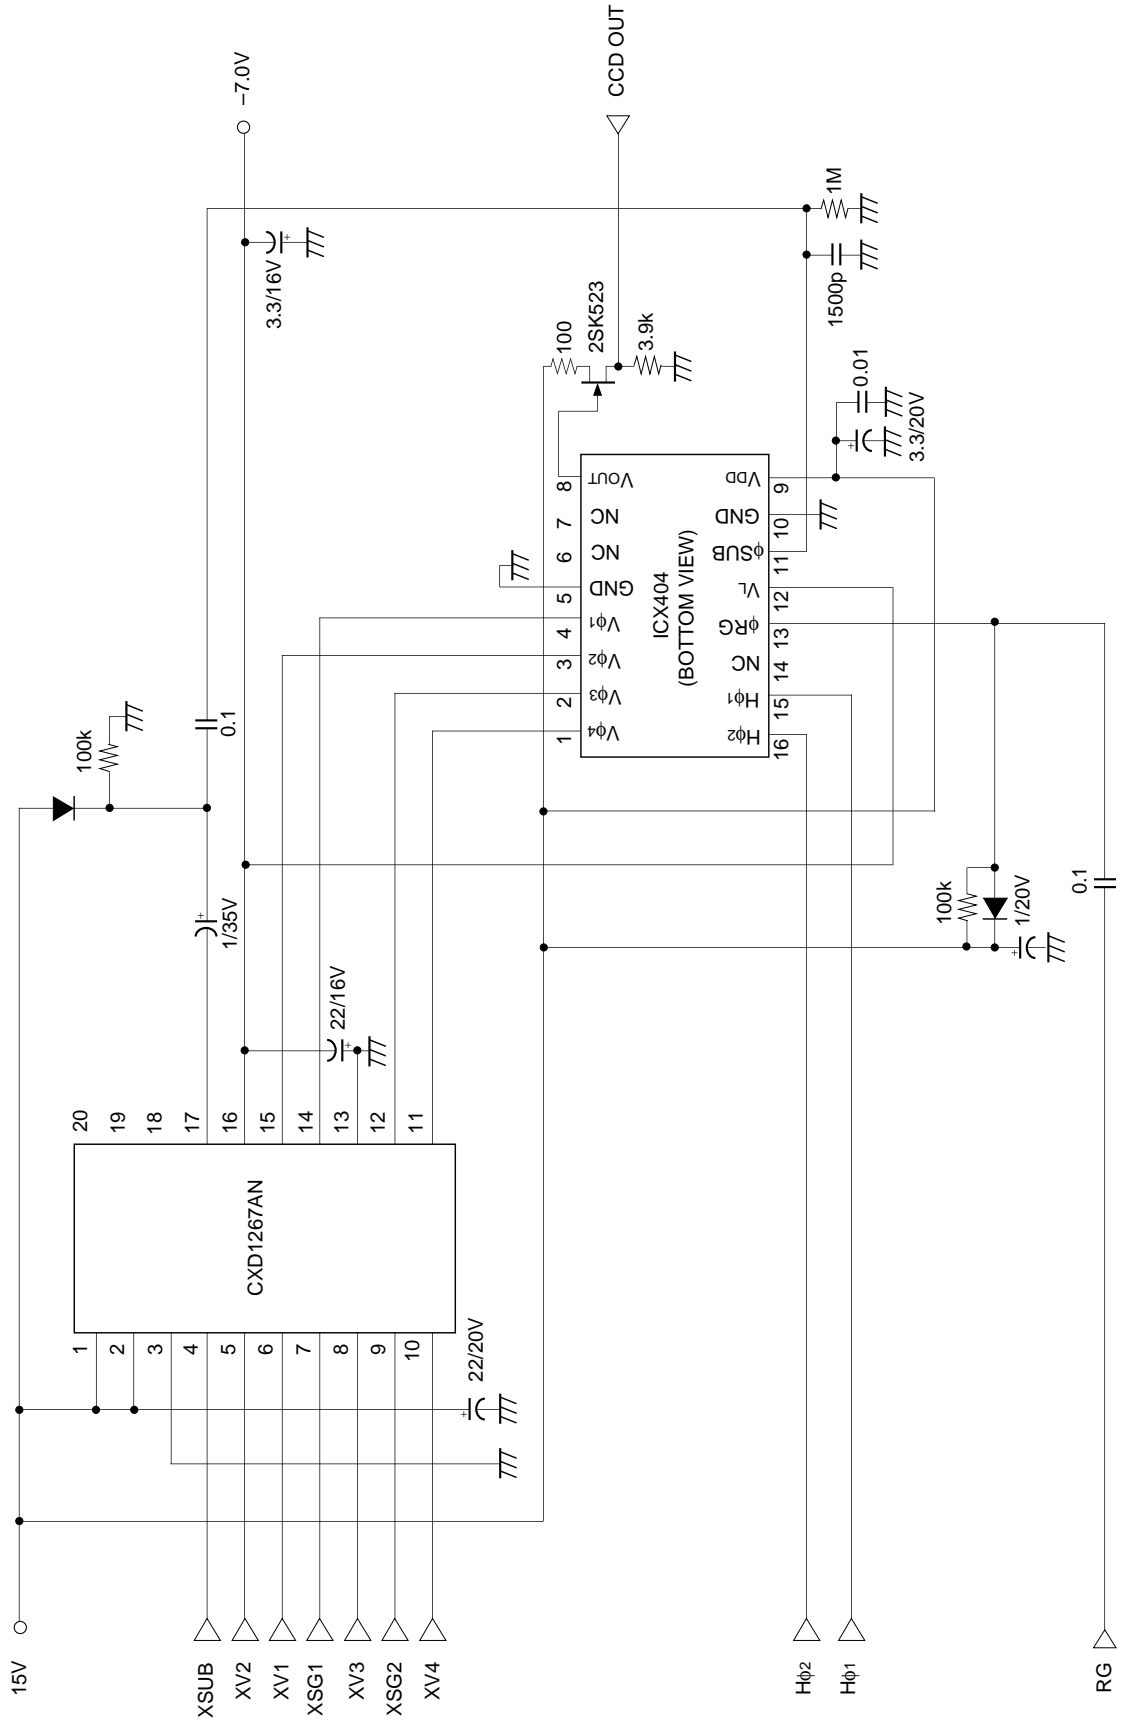 15V
XSUB
XV2
XV1
XSG1
XV3
XSG2
XV4
Hφ2
Hφ1
RG
1
2
3
4
5
6
7
8
9
10
22/20V
CXD1267AN
20
19
18
17
16
15
14
13
12
11
22/16V
1/35V
100k
0.1
100k
1/20V
0.1
–7.0V
3.3/16V
CCD OUT
100
2SK523
3.9k
1M
1500p
0.01
3.3/20V
ICX404
(BOTTOM VIEW)
1
2
3
4
5
6
7
8
Vφ4
Vφ3
Vφ2
Vφ1
GND
NC
NC
VOUT
Hφ2
Hφ1
NC
φRG
VL
φSUB
GND
VDD
16
15
14
13
12
11
10
9